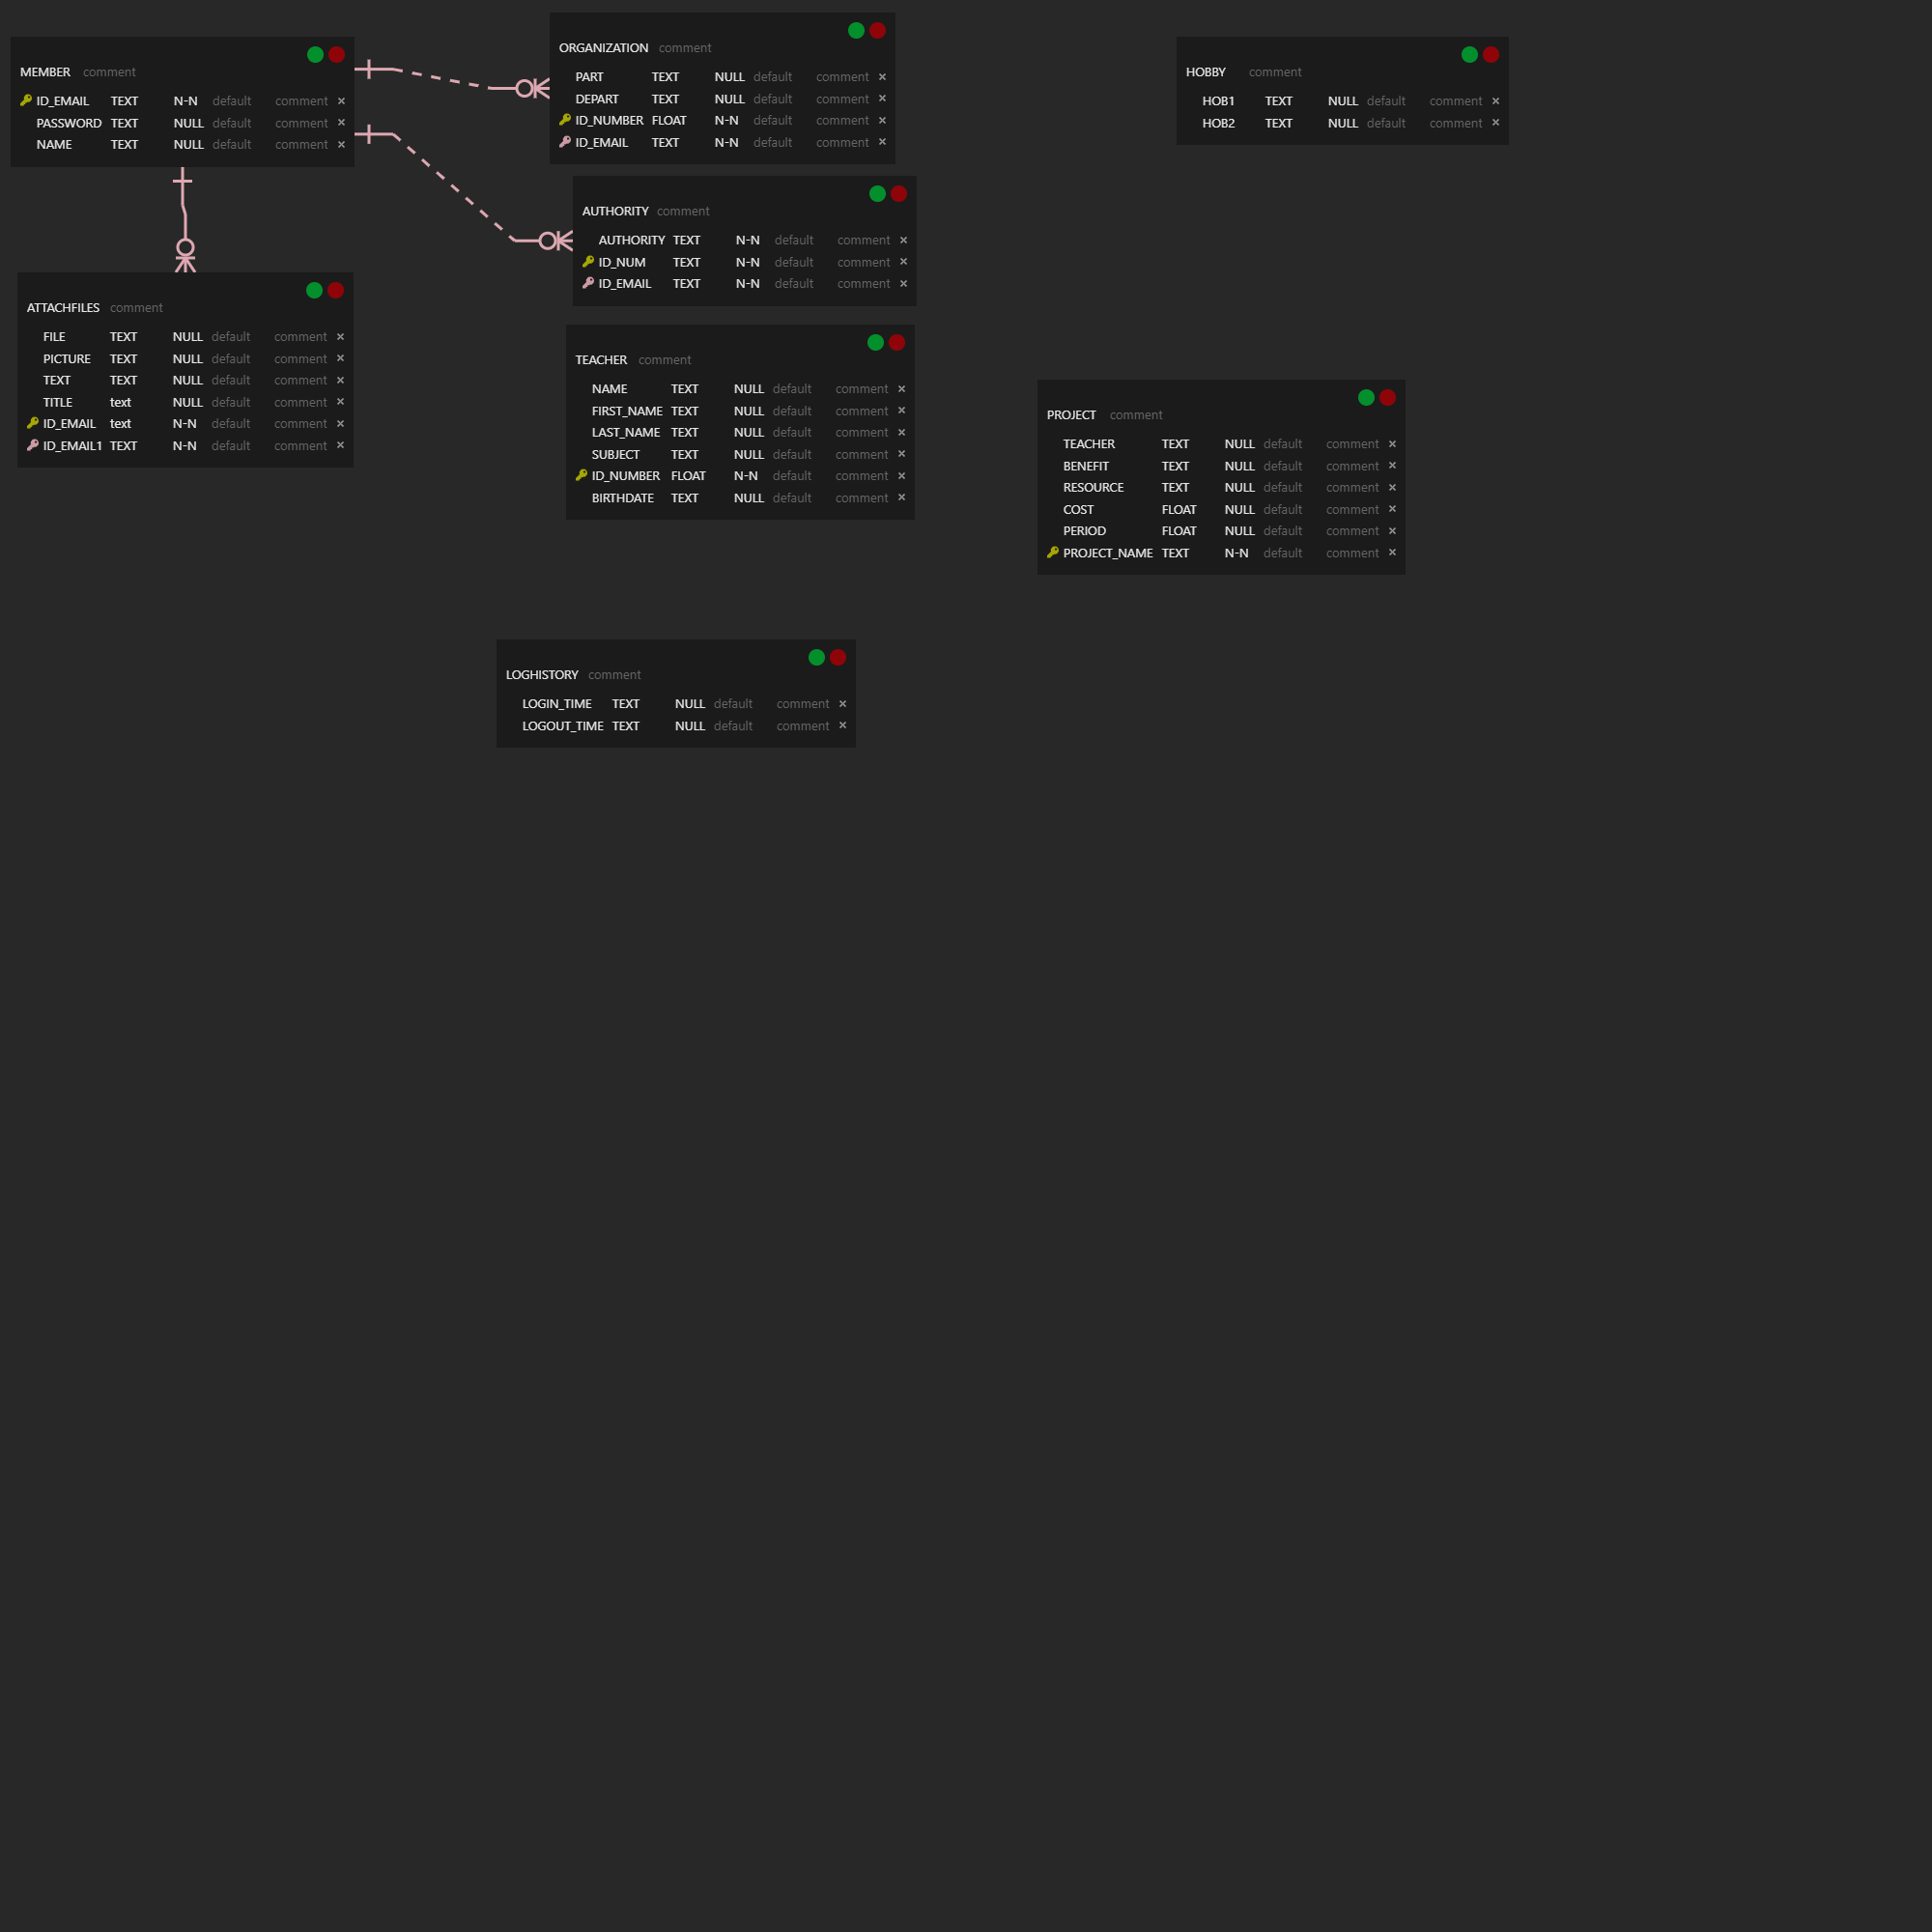 MEMBER comment
ID_EMAIL TEXT N-N default comment ×
PASSWORD TEXT NULL default comment ×
NAME TEXT NULL default comment ×
ORGANIZATION comment
PART TEXT NULL default comment ×
DEPART TEXT NULL default comment ×
ID_NUMBER FLOAT N-N default comment ×
ID_EMAIL TEXT N-N default comment ×
HOBBY comment
HOB1 TEXT NULL default comment ×
HOB2 TEXT NULL default comment ×
AUTHORITY comment
AUTHORITY TEXT N-N default comment ×
ID_NUM TEXT N-N default comment ×
ID_EMAIL TEXT N-N default comment ×
ATTACHFILES comment
FILE TEXT NULL default comment ×
PICTURE TEXT NULL default comment ×
TEXT TEXT NULL default comment ×
TITLE text NULL default comment ×
ID_EMAIL text N-N default comment ×
ID_EMAIL1 TEXT N-N default comment ×
TEACHER comment
NAME TEXT NULL default comment ×
FIRST_NAME TEXT NULL default comment ×
LAST_NAME TEXT NULL default comment ×
SUBJECT TEXT NULL default comment ×
ID_NUMBER FLOAT N-N default comment ×
BIRTHDATE TEXT NULL default comment ×
PROJECT comment
TEACHER TEXT NULL default comment ×
BENEFIT TEXT NULL default comment ×
RESOURCE TEXT NULL default comment ×
COST FLOAT NULL default comment ×
PERIOD FLOAT NULL default comment ×
PROJECT_NAME TEXT N-N default comment ×
LOGHISTORY comment
LOGIN_TIME TEXT NULL default comment ×
LOGOUT_TIME TEXT NULL default comment ×